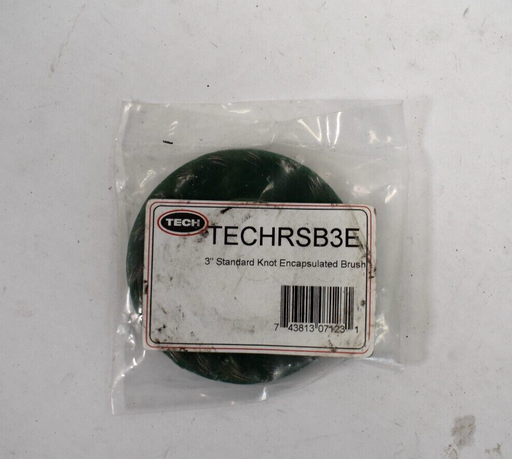 TECH
TECHRSB3E
3" Standard Knot Encapsulated Brush
7 43813 07123 1